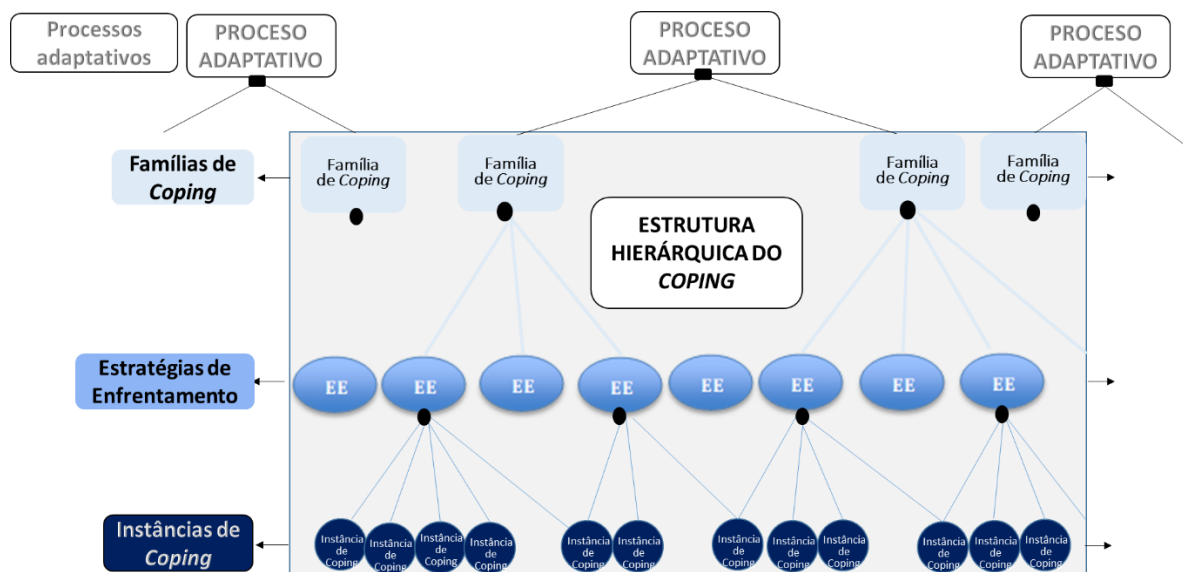 Processos
adaptativos
PROCESO
ADAPTATIVO
PROCESO
ADAPTATIVO
PROCESO
ADAPTATIVO
Famílias de
Coping
Família
de Coping
Família
de Coping
Família
de Coping
Família
de Coping
ESTRUTURA
HIERÁRQUICA DO
COPING
Estratégias de
Enfrentamento
EE
EE
EE
EE
EE
EE
EE
EE
Instâncias de
Coping
Instância
de
Coping
Instância
de
Coping
Instância
de
Coping
Instância
de
Coping
Instância
de
Coping
Instância
de
Coping
Instância
de
Coping
Instância
de
Coping
Instância
de
Coping
Instância
de
Coping
Instância
de
Coping
Instância
de
Coping